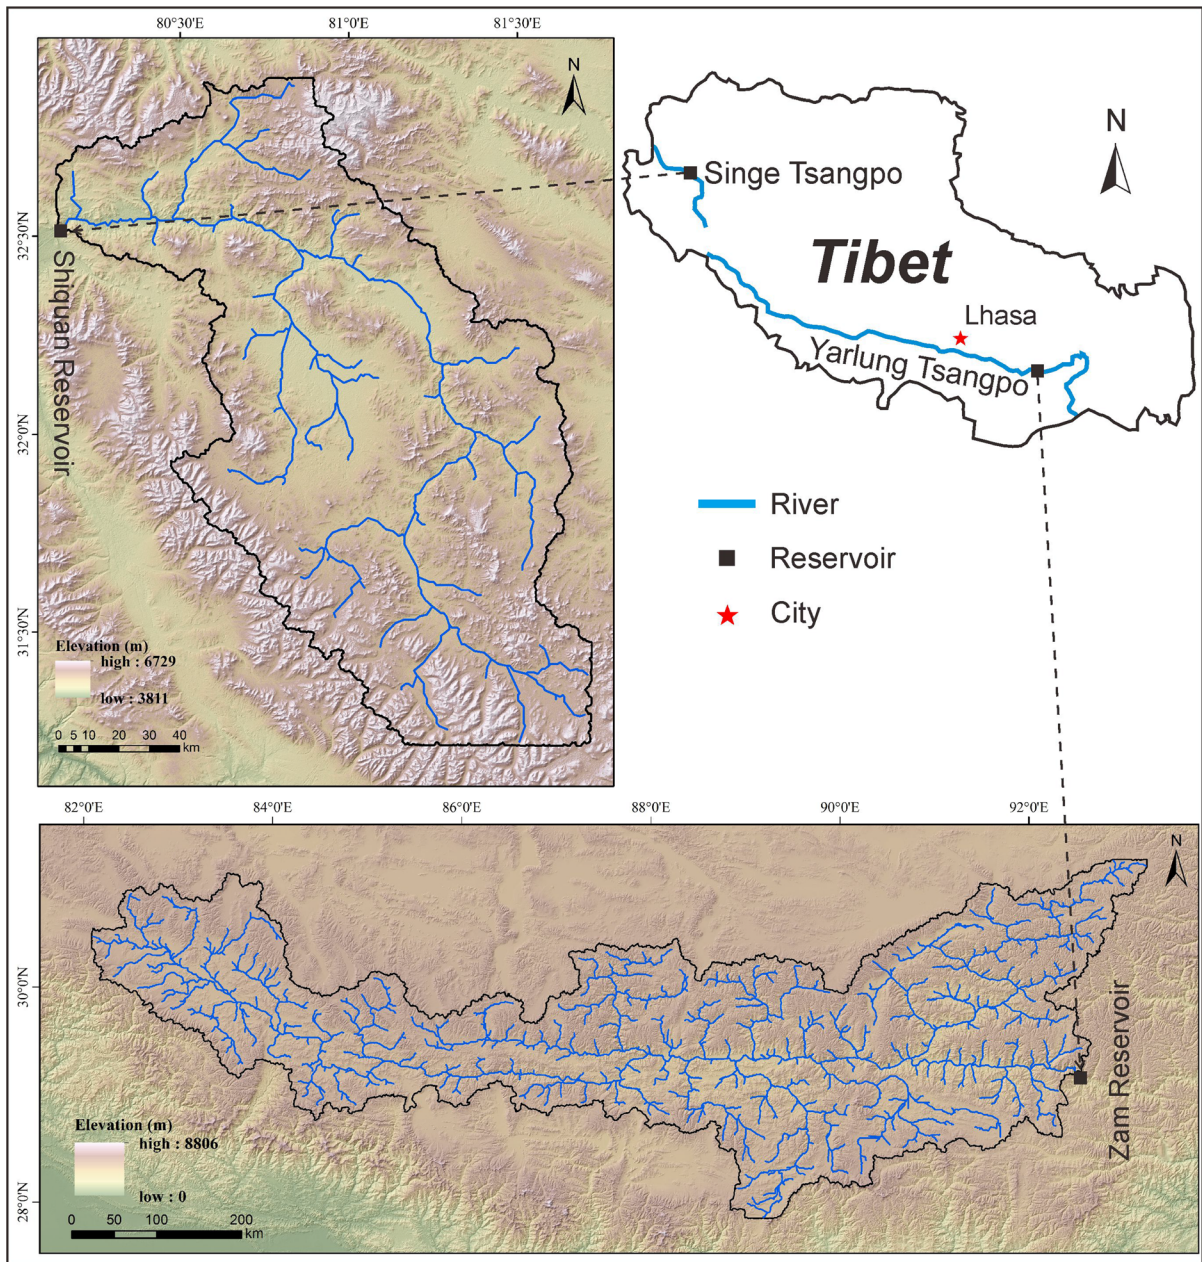 80°30'0"E
81°0'E
81°30'E
N
32°30'N
32°0'N
31°30'N
Shiquan Reservoir
Elevation (m)
high : 6729
low : 3811
0 5 10 20 30 40
km
N
Singe Tsangpo
Tibet
Lhasa
Yarlung Tsangpo
River
Reservoir
City
82°0'E
84°0'E
86°0'E
88°0'E
90°0'E
92°0'E
N
30°0'N
28°0'N
Zam Reservoir
Elevation (m)
high : 8806
low : 0
0 50 100 200
km